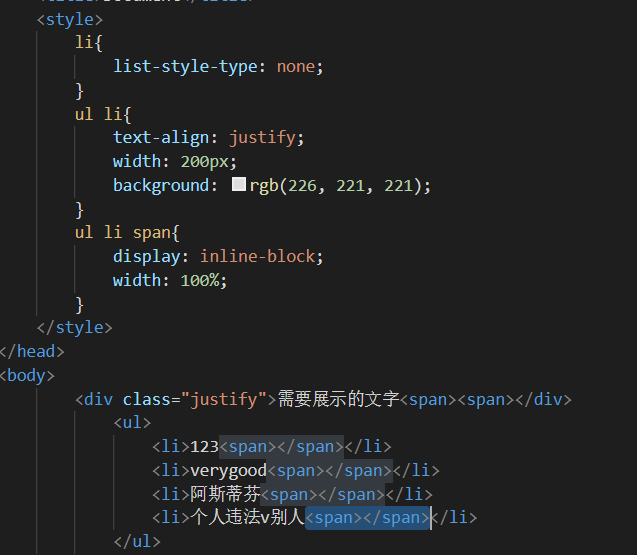 <style>
li{
list-style-type: none;
}
ul li{
text-align: justify;
width: 200px;
background: rgb(226, 221, 221);
}
ul li span{
display: inline-block;
width: 100%;
}
</style>
</head>
<body>
<div class="justify">需要展示的文字<span><span></div>
<ul>
<li>123<span></span></li>
<li>verygood<span></span></li>
<li>阿斯蒂芬<span></span></li>
<li>个人违法v别人<span></span></li>
</ul>